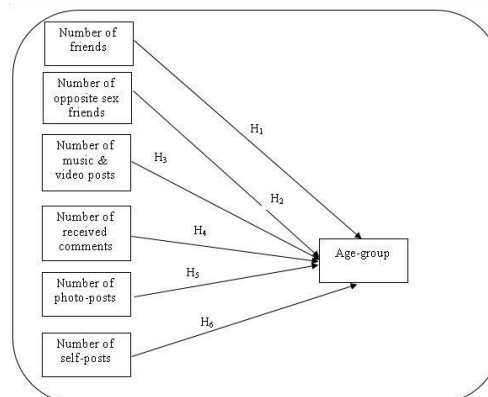 Number of
friends
Number of
opposite sex
friends
Number of
music &
video posts
Number of
received
comments
Number of
photo-posts
Number of
self-posts
H1
H3
H2
H4
H5
H6
Age-group